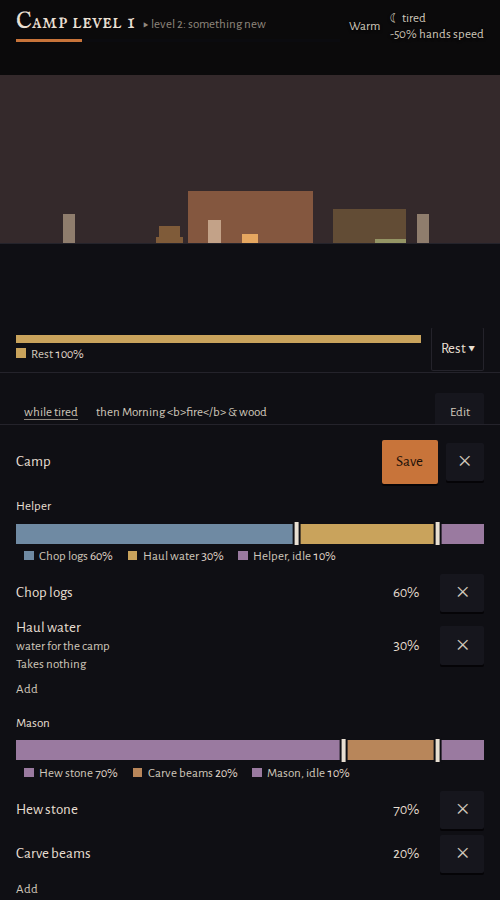 Camp level 1 ▸ level 2: something new
Warm
☾ tired
-50% hands speed
Rest 100%
Rest ▾
while tired then Morning <b>fire</b> & wood
Edit
Camp
Save ×
Helper
Chop logs 60% Haul water 30% Helper, idle 10%
Chop logs 60% ×
Haul water
water for the camp
Takes nothing
30% ×
Add
Mason
Hew stone 70% Carve beams 20% Mason, idle 10%
Hew stone 70% ×
Carve beams 20% ×
Add